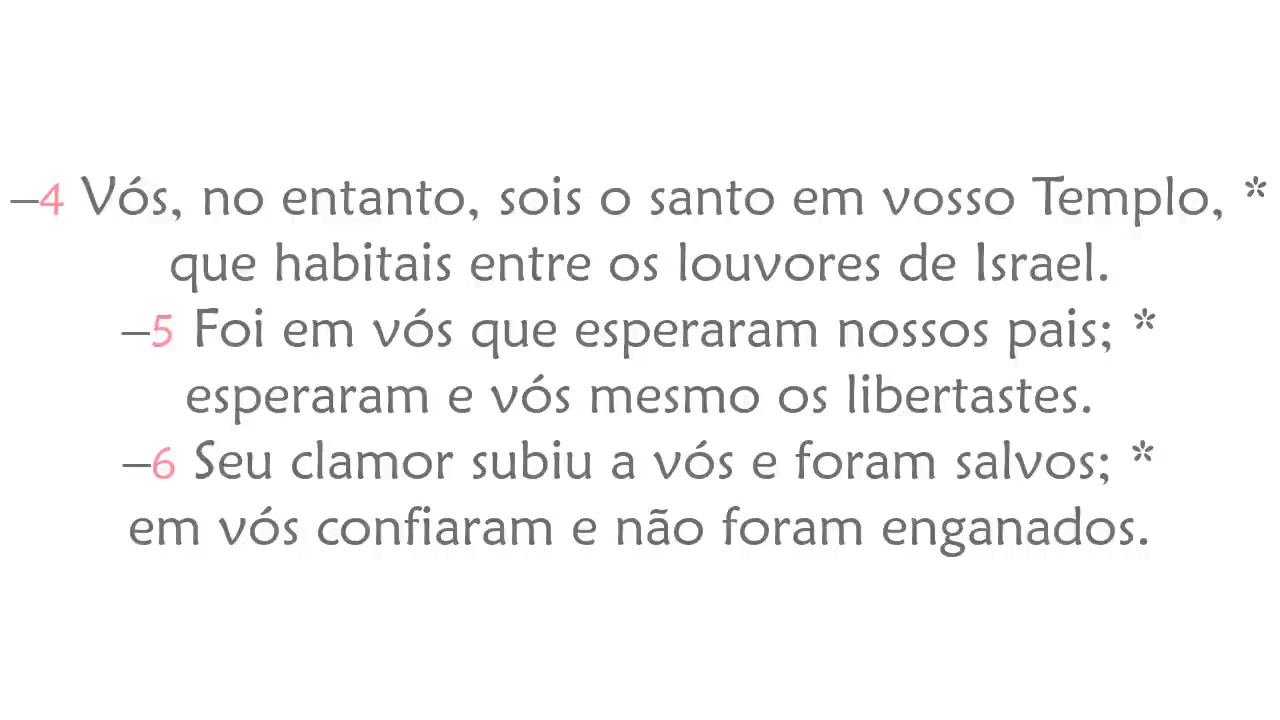 –4 Vós, no entanto, sois o santo em vosso Templo, *
que habitais entre os louvores de Israel.
–5 Foi em vós que esperaram nossos pais; *
esperaram e vós mesmo os libertastes.
–6 Seu clamor subiu a vós e foram salvos; *
em vós confiaram e não foram enganados.